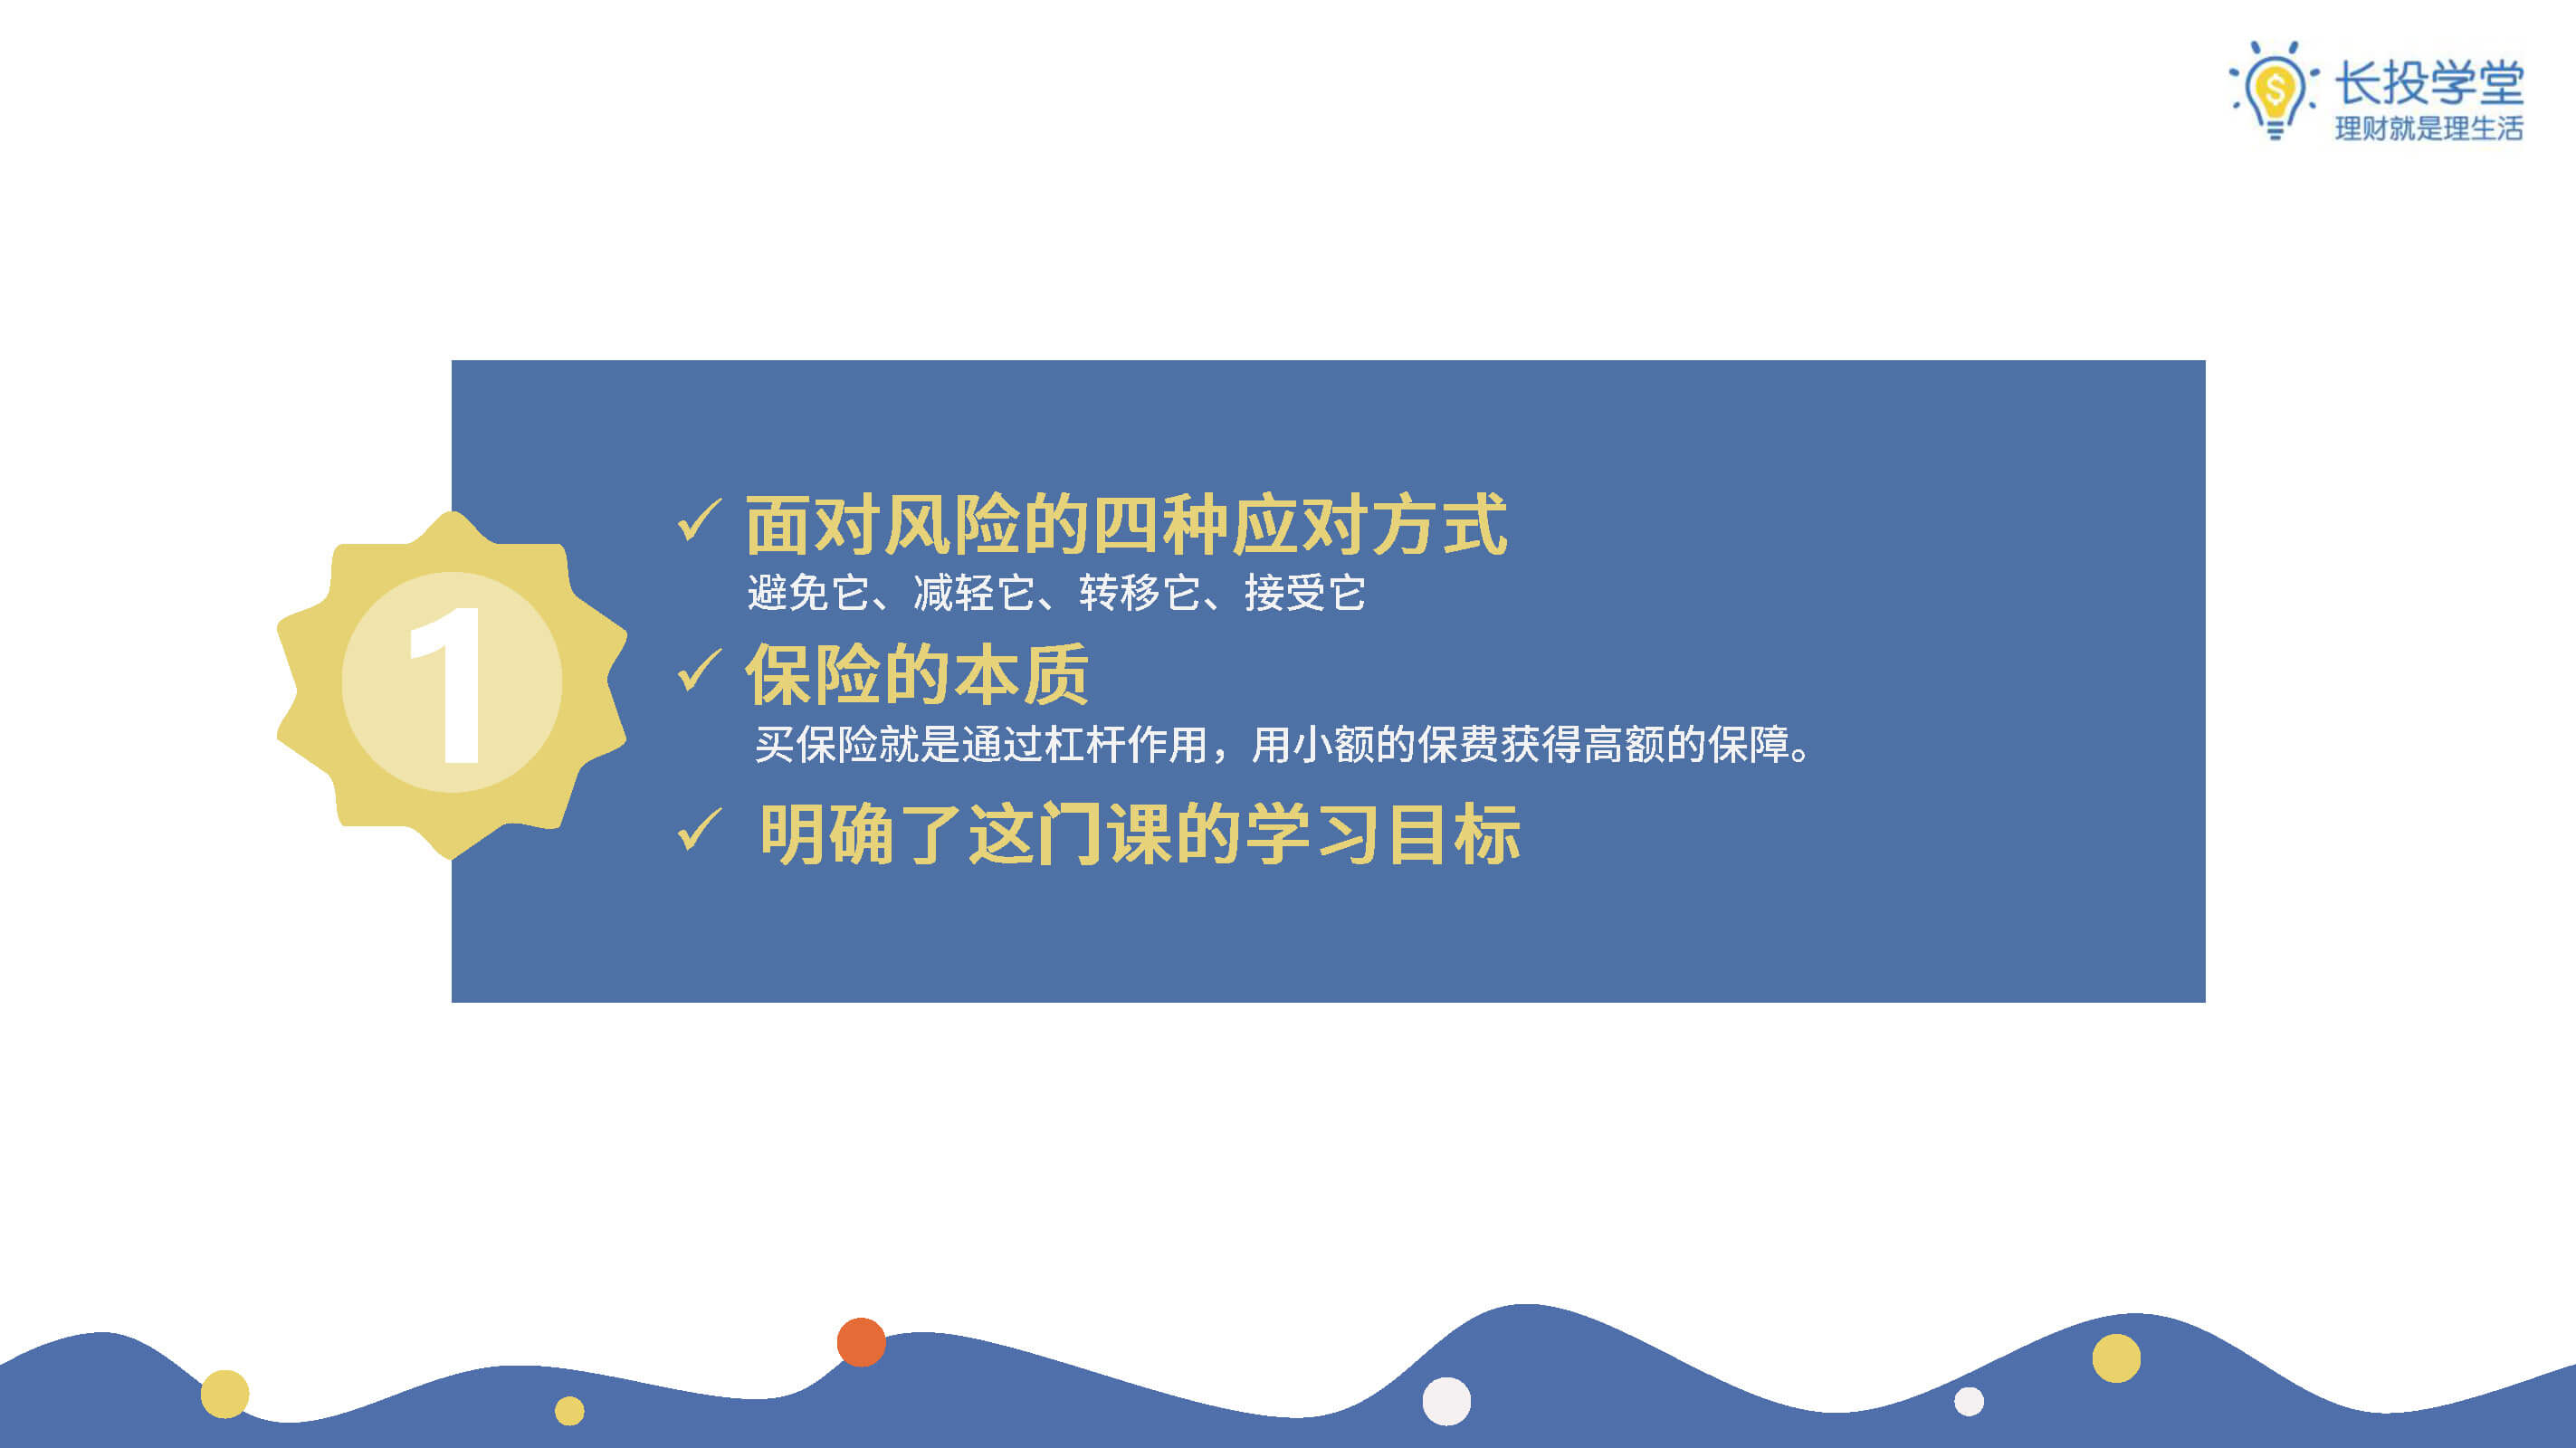 长投学堂
理财就是理生活
1
✓ 面对风险的四种应对方式
避免它、减轻它、转移它、接受它
✓ 保险的本质
买保险就是通过杠杆作用，用小额的保费获得高额的保障。
✓ 明确了这门课的学习目标